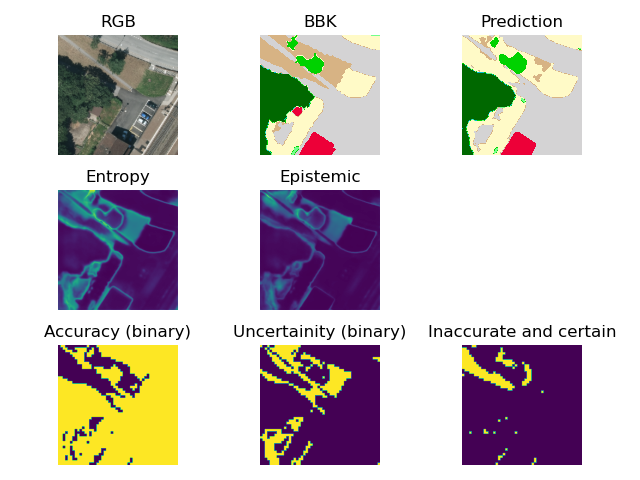 RGB
BBK
Prediction
Entropy
Epistemic
Accuracy (binary)
Uncertainity (binary)
Inaccurate and certain